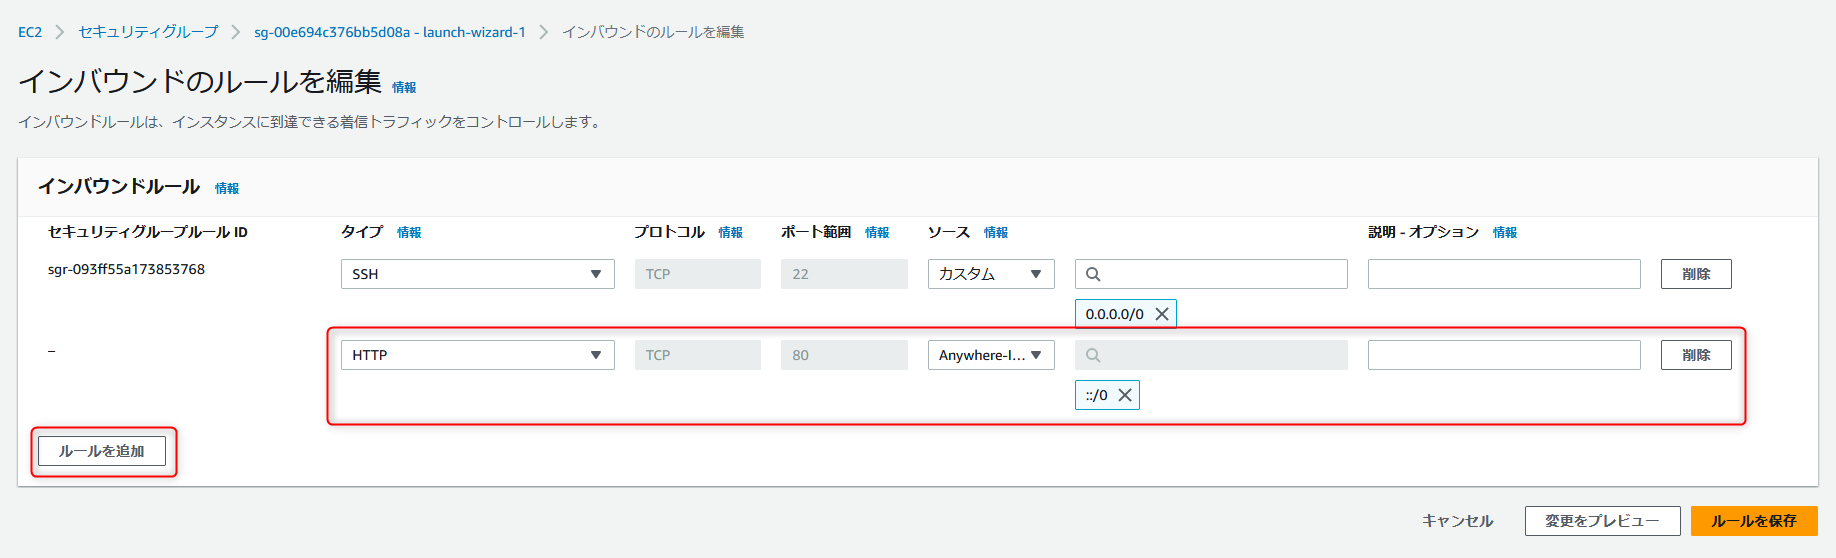 EC2 > セキュリティグループ > sg-00e694c376bb5d08a - launch-wizard-1 > インバウンドのルールを編集
インバウンドのルールを編集 情報
インバウンドルールは、インスタンスに到達できる着信トラフィックをコントロールします。
インバウンドルール 情報
セキュリティグループルール ID タイプ 情報 プロトコル 情報 ポート範囲 情報 ソース 情報 説明 - オプション 情報
sgr-093ff55a173853768 SSH TCP 22 カスタム 削除
0.0.0.0/0
– HTTP TCP 80 Anywhere-I... 削除
::/0
ルールを追加
キャンセル 変更をプレビュー ルールを保存